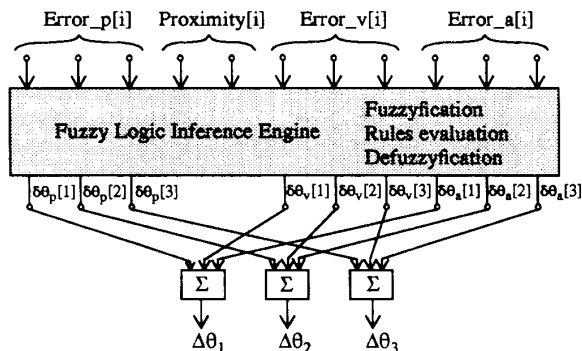 Error_p[i] Proximity[i] Error_v[i] Error_a[i]
Fuzzy Logic Inference Engine
Fuzzyfication
Rules evaluation
Defuzzyfication
δθp[1] δθp[2] δθp[3] δθv[1] δθv[2] δθv[3] δθa[1] δθa[2] δθa[3]
Σ Σ Σ
Δθ1 Δθ2 Δθ3